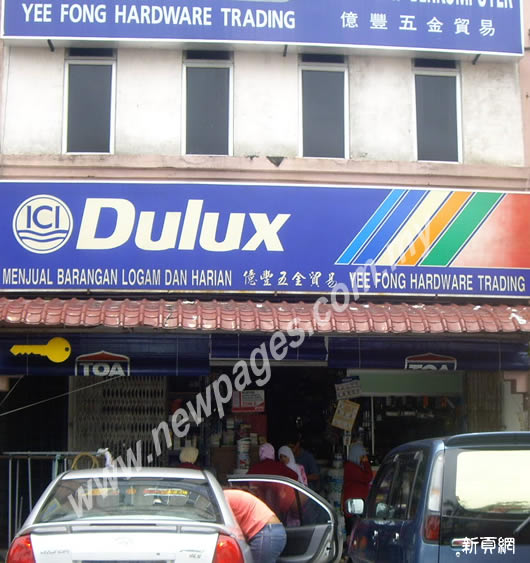 YEE FONG HARDWARE TRADING 億豐五金貿易
ICI Dulux
MENJUAL BARANGAN LOGAM DAN HARIAN 億豐五金貿易 YEE FONG HARDWARE TRADING
TOA TOA
www.newpages.com.my
新頁網